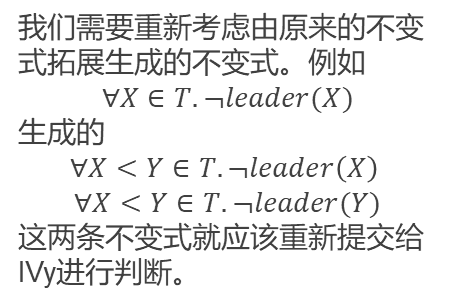 我们需要重新考虑由原来的不变
式拓展生成的不变式。例如
∀X ∈ T.¬leader(X)
生成的
∀X < Y ∈ T.¬leader(X)
∀X < Y ∈ T.¬leader(Y)
这两条不变式就应该重新提交给
IVy进行判断。